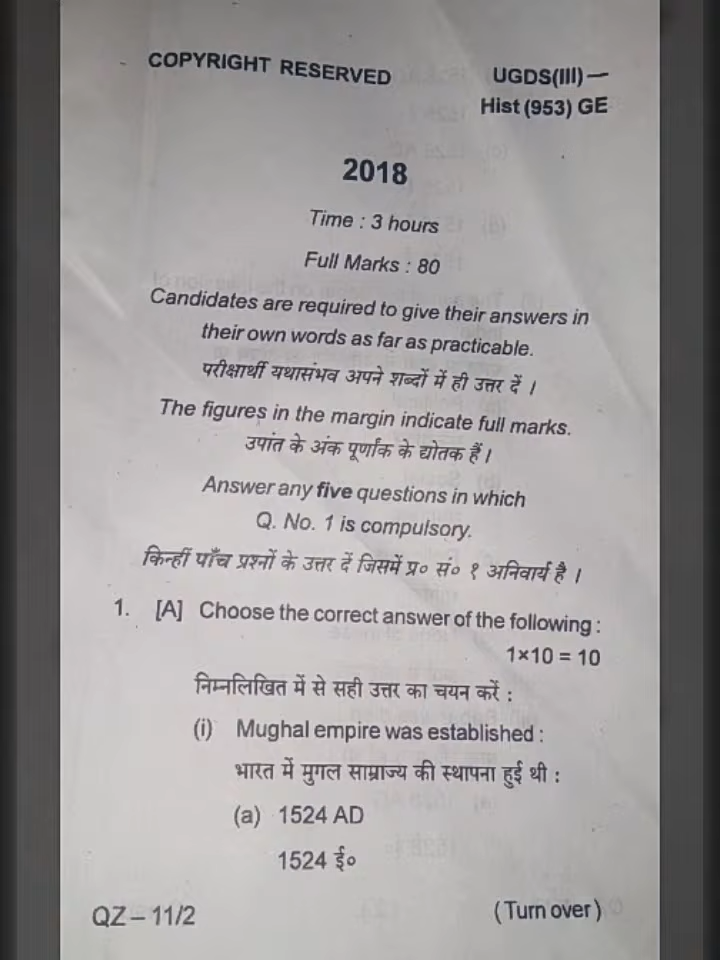 COPYRIGHT RESERVED
UGDS(III)—
Hist (953) GE
2018
Time : 3 hours
Full Marks : 80
Candidates are required to give their answers in
their own words as far as practicable.
परीक्षार्थी यथासंभव अपने शब्दों में ही उत्तर दें ।
The figures in the margin indicate full marks.
उपांत के अंक पूर्णांक के द्योतक हैं ।
Answer any five questions in which
Q. No. 1 is compulsory.
किन्हीं पाँच प्रश्नों के उत्तर दें जिसमें प्र० सं० १ अनिवार्य है ।
1. [A] Choose the correct answer of the following :
1×10 = 10
निम्नलिखित में से सही उत्तर का चयन करें :
(i) Mughal empire was established :
भारत में मुगल साम्राज्य की स्थापना हुई थी :
(a) 1524 AD
1524 ई०
QZ – 11/2
(Turn over)